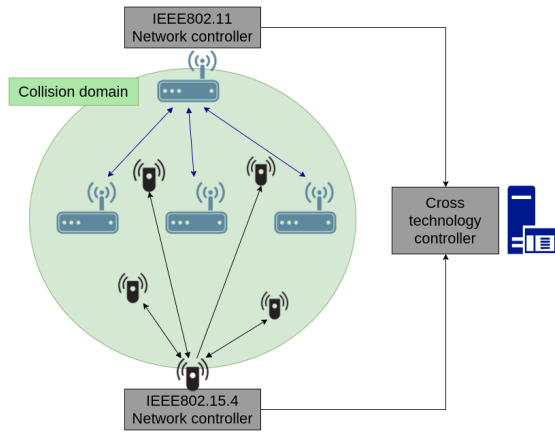 IEEE802.11
Network controller
Collision domain
Cross
technology
controller
IEEE802.15.4
Network controller